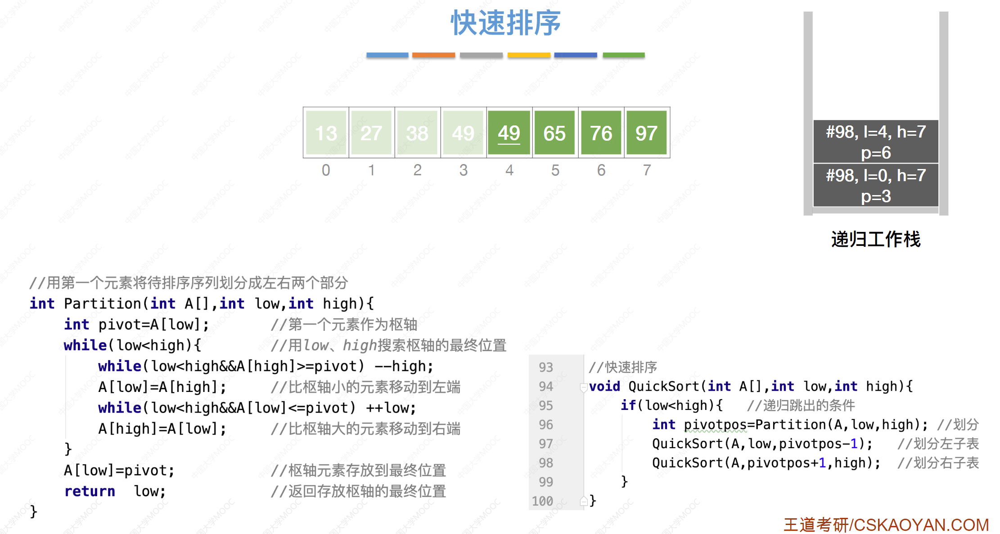 快速排序
13 27 38 49 49 65 76 97
0 1 2 3 4 5 6 7
#98, l=4, h=7
p=6
#98, l=0, h=7
p=3
递归工作栈
//用第一个元素将待排序序列划分成左右两个部分
int Partition(int A[],int low,int high){
    int pivot=A[low];       //第一个元素作为枢轴
    while(low<high){        //用low、high搜索枢轴的最终位置
        while(low<high&&A[high]>=pivot) --high;
        A[low]=A[high];     //比枢轴小的元素移动到左端
        while(low<high&&A[low]<=pivot) ++low;
        A[high]=A[low];     //比枢轴大的元素移动到右端
    }
    A[low]=pivot;           //枢轴元素存放到最终位置
    return  low;            //返回存放枢轴的最终位置
}
93 //快速排序
94 void QuickSort(int A[],int low,int high){
95     if(low<high){   //递归跳出的条件
96         int pivotpos=Partition(A,low,high); //划分
97         QuickSort(A,low,pivotpos-1);   //划分左子表
98         QuickSort(A,pivotpos+1,high);  //划分右子表
99     }
100 }
王道考研/CSKAOYAN.COM
中国大学MOOC